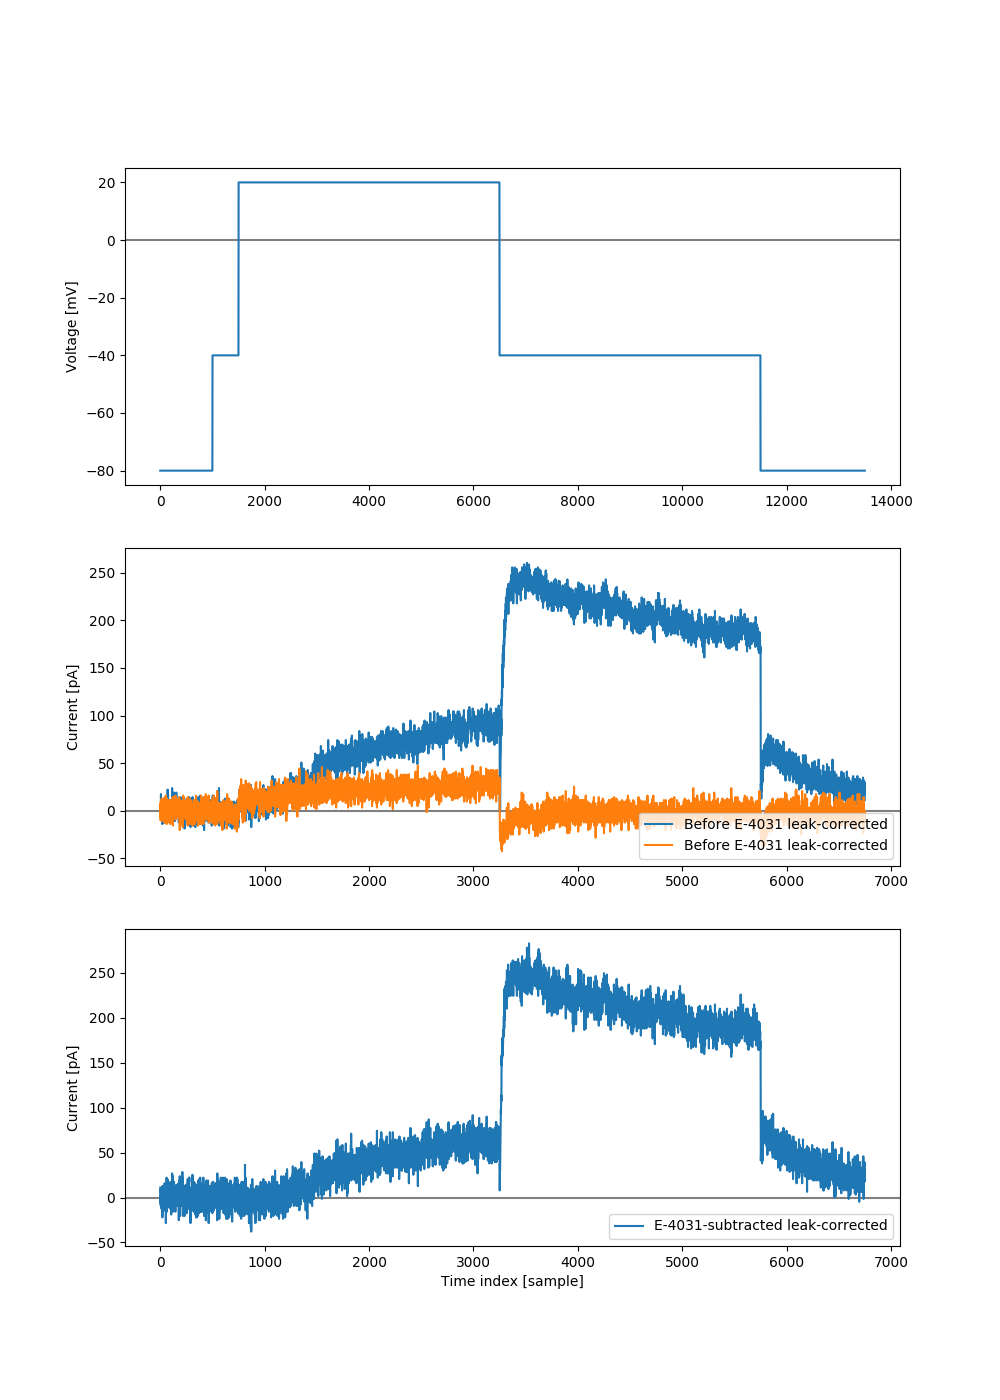 Voltage [mV]
20
0
−20
−40
−60
−80
0 2000 4000 6000 8000 10000 12000 14000
Current [pA]
250
200
150
100
50
0
−50
Before E-4031 leak-corrected
Before E-4031 leak-corrected
0 1000 2000 3000 4000 5000 6000 7000
Current [pA]
250
200
150
100
50
0
−50
E-4031-subtracted leak-corrected
0 1000 2000 3000 4000 5000 6000 7000
Time index [sample]